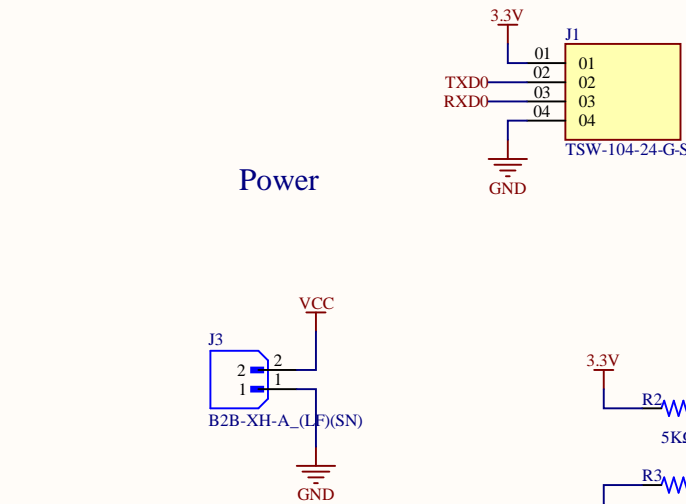 3.3V
J1
01 01
TXD0 02 02
RXD0 03 03
04 04
TSW-104-24-G-S
GND
Power
VCC
J3
2 2
1 1
B2B-XH-A_(LF)(SN)
GND
3.3V
R2
5K
R3